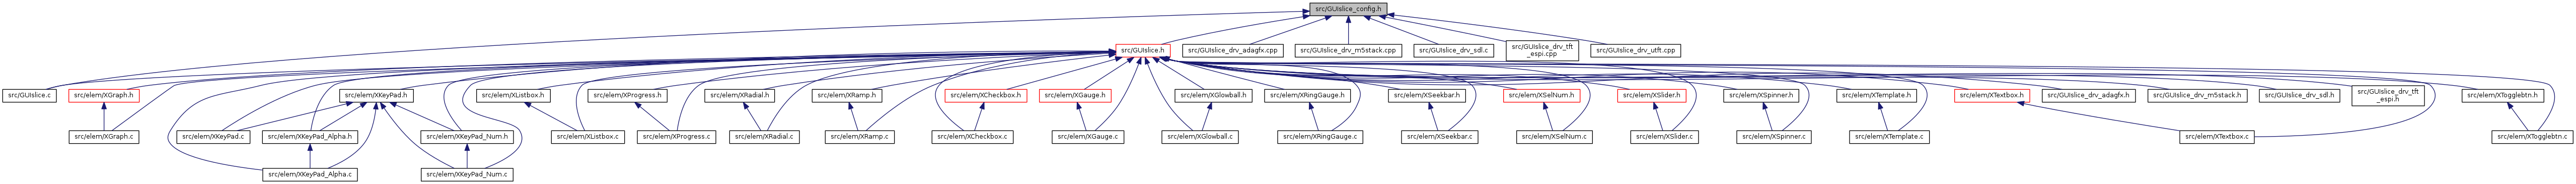 src/GUIslice_config.h
src/GUIslice.h
src/GUIslice_drv_adagfx.cpp
src/GUIslice_drv_m5stack.cpp
src/GUIslice_drv_sdl.c
src/GUIslice_drv_tft
_espi.cpp
src/GUIslice_drv_utft.cpp
src/GUIslice.c
src/elem/XGraph.h
src/elem/XKeyPad.h
src/elem/XListbox.h
src/elem/XProgress.h
src/elem/XRadial.h
src/elem/XRamp.h
src/elem/XCheckbox.h
src/elem/XGauge.h
src/elem/XGlowball.h
src/elem/XRingGauge.h
src/elem/XSeekbar.h
src/elem/XSelNum.h
src/elem/XSlider.h
src/elem/XSpinner.h
src/elem/XTemplate.h
src/elem/XTextbox.h
src/GUIslice_drv_adagfx.h
src/GUIslice_drv_m5stack.h
src/GUIslice_drv_sdl.h
src/GUIslice_drv_tft
_espi.h
src/elem/XTogglebtn.h
src/elem/XGraph.c
src/elem/XKeyPad.c
src/elem/XKeyPad_Alpha.h
src/elem/XKeyPad_Num.h
src/elem/XListbox.c
src/elem/XProgress.c
src/elem/XRadial.c
src/elem/XRamp.c
src/elem/XCheckbox.c
src/elem/XGauge.c
src/elem/XGlowball.c
src/elem/XRingGauge.c
src/elem/XSeekbar.c
src/elem/XSelNum.c
src/elem/XSlider.c
src/elem/XSpinner.c
src/elem/XTemplate.c
src/elem/XTextbox.c
src/elem/XTogglebtn.c
src/elem/XKeyPad_Alpha.c
src/elem/XKeyPad_Num.c